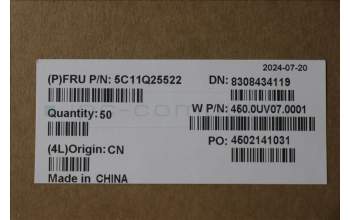 2024-07-20
(P)FRU P/N: 5C11Q25522 DN: 8308434119
W P/N: 460.0UV07.0001
Quantity: 50
PO: 4502141031
(4L)Origin: CN
Made in CHINA